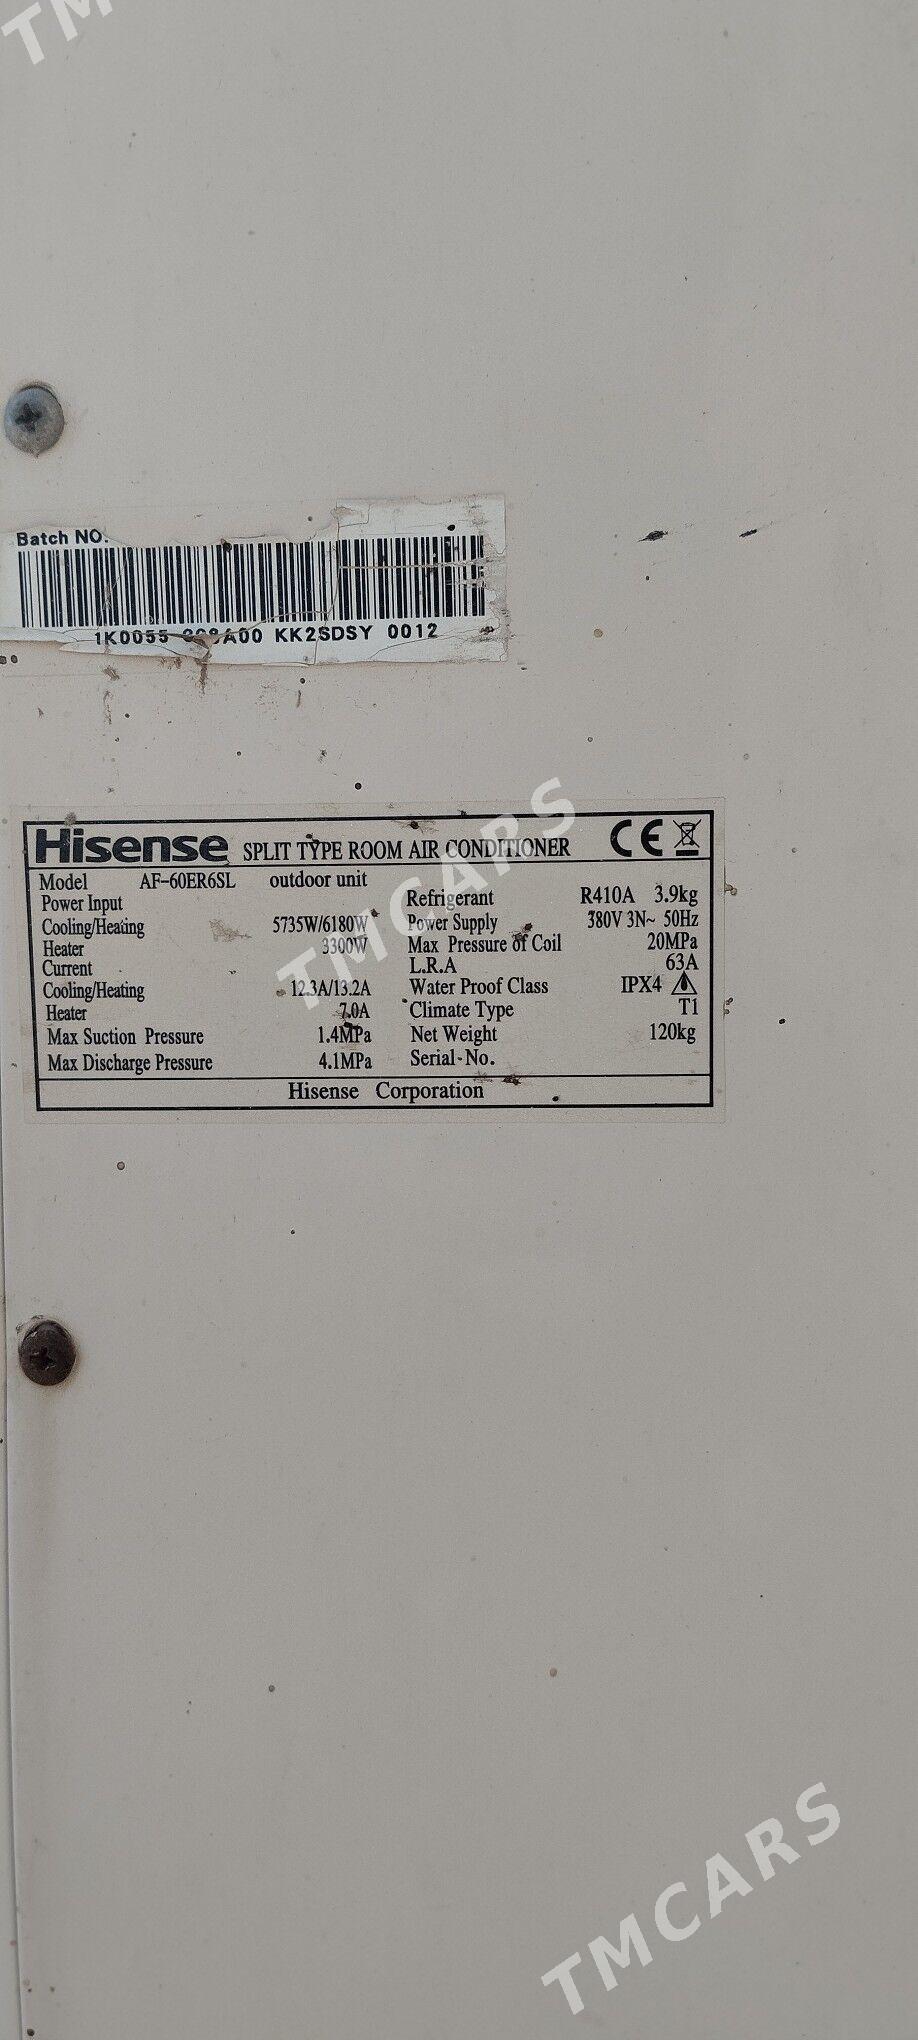 TM
Batch NO.
1K0055 A00 KK2SDSY 0012
Hisense SPLIT TYPE ROOM AIR CONDITIONER CE
Model AF-60ER6SL outdoor unit
Power Input
Cooling/Heating 5735W/6180W
Heater 3300W
Current
Cooling/Heating 12.3A/13.2A
Heater 7.0A
Max Suction Pressure 1.4MPa
Max Discharge Pressure 4.1MPa
Refrigerant R410A 3.9kg
Power Supply 380V 3N~ 50Hz
Max Pressure of Coil 20MPa
L.R.A 63A
Water Proof Class IPX4
Climate Type T1
Net Weight 120kg
Serial-No.
Hisense Corporation
TMCARS
TMCARS